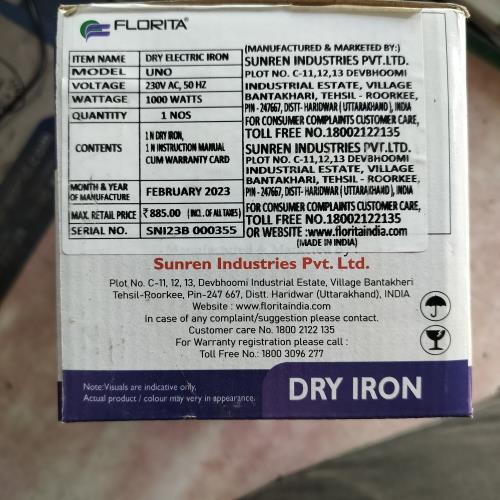 FLORITA®
ITEM NAME DRY ELECTRIC IRON
MODEL UNO
VOLTAGE 230V AC, 50 HZ
WATTAGE 1000 WATTS
QUANTITY 1 NOS
CONTENTS 1 N DRY IRON,
1 N INSTRUCTION MANUAL
CUM WARRANTY CARD
MONTH & YEAR
OF MANUFACTURE FEBRUARY 2023
MAX. RETAIL PRICE ₹ 885.00 (INCL. OF ALL TAXES)
SERIAL NO. SNI23B 000355
(MANUFACTURED & MARKETED BY:)
SUNREN INDUSTRIES PVT.LTD.
PLOT NO. C-11,12,13 DEVBHOOMI
INDUSTRIAL ESTATE, VILLAGE
BANTAKHARI, TEHSIL - ROORKEE,
PIN - 247667, DISTT- HARIDWAR (UTTARAKHAND), INDIA
FOR CONSUMER COMPLAINTS CUSTOMER CARE,
TOLL FREE NO.18002122135
SUNREN INDUSTRIES PVT.LTD.
PLOT NO. C-11,12,13 DEVBHOOMI
INDUSTRIAL ESTATE, VILLAGE
BANTAKHARI, TEHSIL - ROORKEE,
PIN - 247667, DISTT- HARIDWAR (UTTARAKHAND), INDIA
FOR CONSUMER COMPLAINTS CUSTOMER CARE,
TOLL FREE NO.18002122135
OR WEBSITE :www.floritaindia.com
(MADE IN INDIA)
Sunren Industries Pvt. Ltd.
Plot No. C-11, 12, 13, Devbhoomi Industrial Estate, Village Bantakheri
Tehsil-Roorkee, Pin-247 667, Distt. Haridwar (Uttarakhand), INDIA
Website : www.floritaindia.com
In case of any complaint/suggestion please contact.
Customer care No. 1800 2122 135
For Warranty registration please call :
Toll Free No.: 1800 3096 277
Note:Visuals are indicative only,
Actual product / colour may very in appearance.
DRY IRON